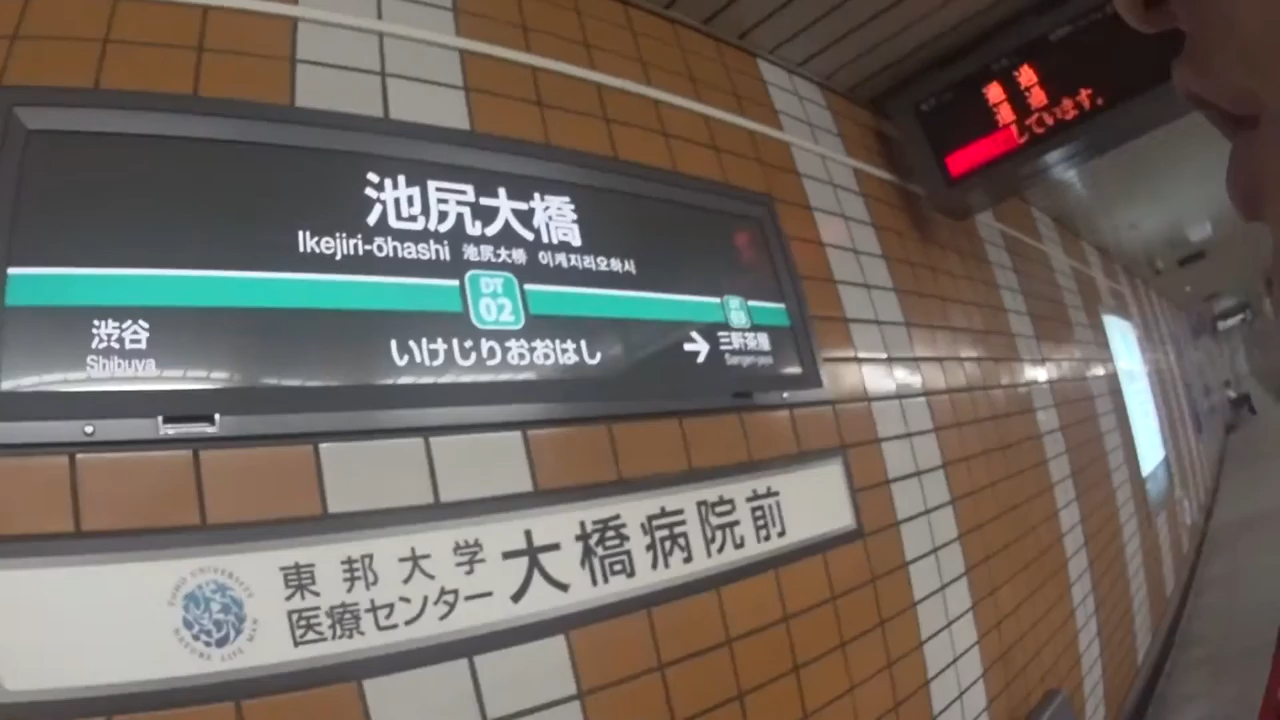 池尻大橋
Ikejiri-ōhashi 池尻大桥 이케지리오하시
DT
02
渋谷
Shibuya
いけじりおおはし
→ 三軒茶屋
東邦大学
医療センター
大橋病院前
しています。